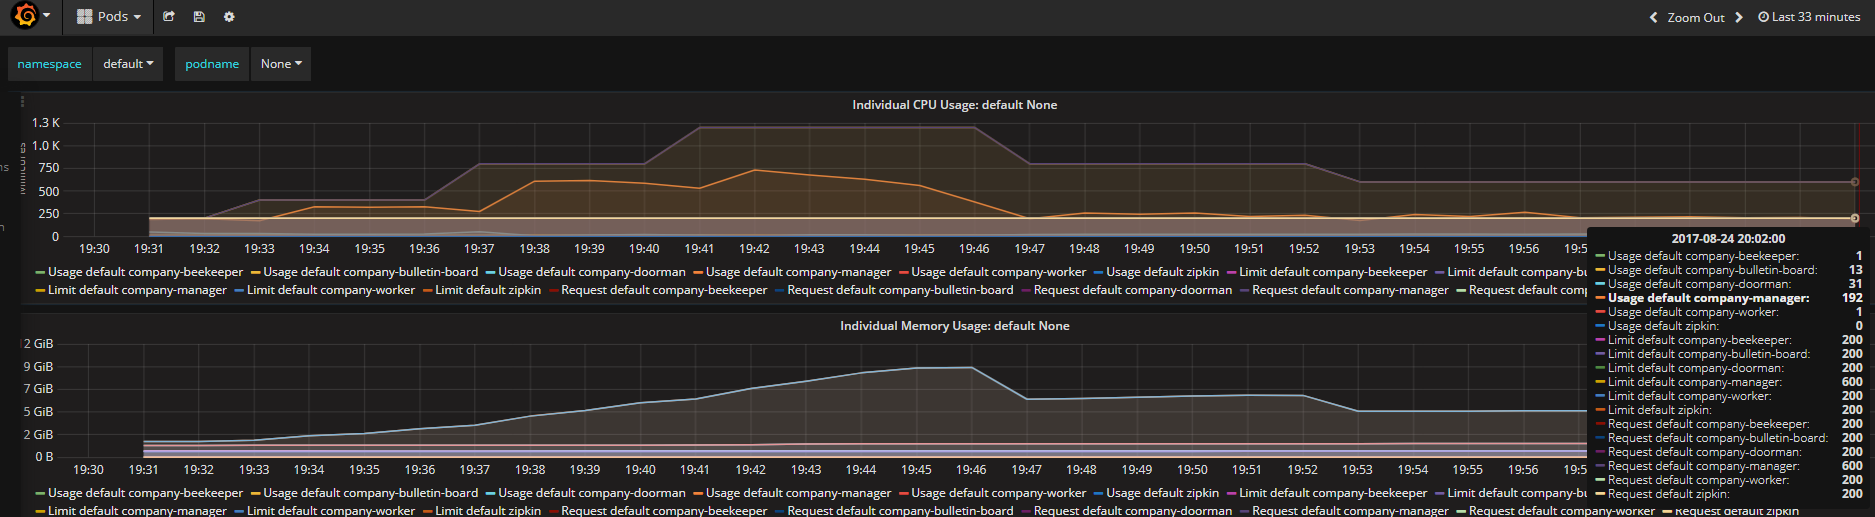 Pods
Zoom Out
Last 33 minutes
namespace default podname None
Individual CPU Usage: default None
1.3 K
1.0 K
750
500
250
0
19:30 19:31 19:32 19:33 19:34 19:35 19:36 19:37 19:38 19:39 19:40 19:41 19:42 19:43 19:44 19:45 19:46 19:47 19:48 19:49 19:50 19:51 19:52 19:53 19:54 19:55 19:56 19:5
Usage default company-beekeeper Usage default company-bulletin-board Usage default company-doorman Usage default company-manager Usage default company-worker Usage default zipkin Limit default company-beekeeper Limit default company-bu
Limit default company-manager Limit default company-worker Limit default zipkin Request default company-beekeeper Request default company-bulletin-board Request default company-doorman Request default company-manager Request default comp
2017-08-24 20:02:00
Usage default company-beekeeper: 1
Usage default company-bulletin-board: 13
Usage default company-doorman: 31
Usage default company-manager: 192
Usage default company-worker: 1
Usage default zipkin: 0
Limit default company-beekeeper: 200
Limit default company-bulletin-board: 200
Limit default company-doorman: 200
Limit default company-manager: 600
Limit default company-worker: 200
Limit default zipkin: 200
Request default company-beekeeper: 200
Request default company-bulletin-board: 200
Request default company-doorman: 200
Request default company-manager: 600
Request default company-worker: 200
Request default zipkin: 200
Individual Memory Usage: default None
2 GiB
9 GiB
7 GiB
5 GiB
2 GiB
0 B
19:30 19:31 19:32 19:33 19:34 19:35 19:36 19:37 19:38 19:39 19:40 19:41 19:42 19:43 19:44 19:45 19:46 19:47 19:48 19:49 19:50 19:51 19:52 19:53 19:54 19:55 19:56 19:5
Usage default company-beekeeper Usage default company-bulletin-board Usage default company-doorman Usage default company-manager Usage default company-worker Usage default zipkin Limit default company-beekeeper Limit default company-bu
Limit default company-manager Limit default company-worker Limit default zipkin Request default company-beekeeper Request default company-bulletin-board Request default company-doorman Request default company-manager Request default company-worker Request default zipkin